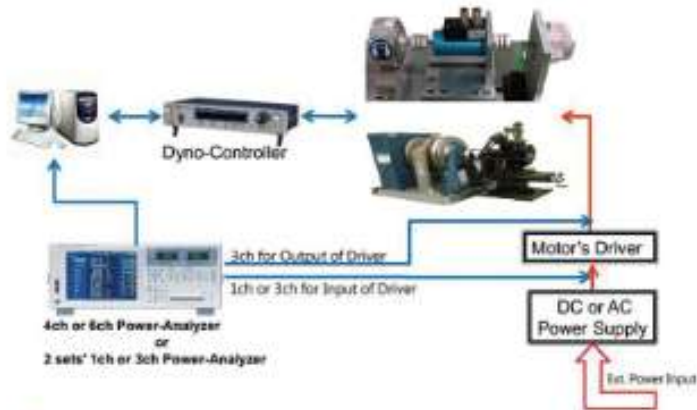 Dyno-Controller
3ch for Output of Driver
Motor's Driver
1ch or 3ch for Input of Driver
4ch or 6ch Power-Analyzer
or
2 sets' 1ch or 3ch Power-Analyzer
DC or AC
Power Supply
Ext. Power Input